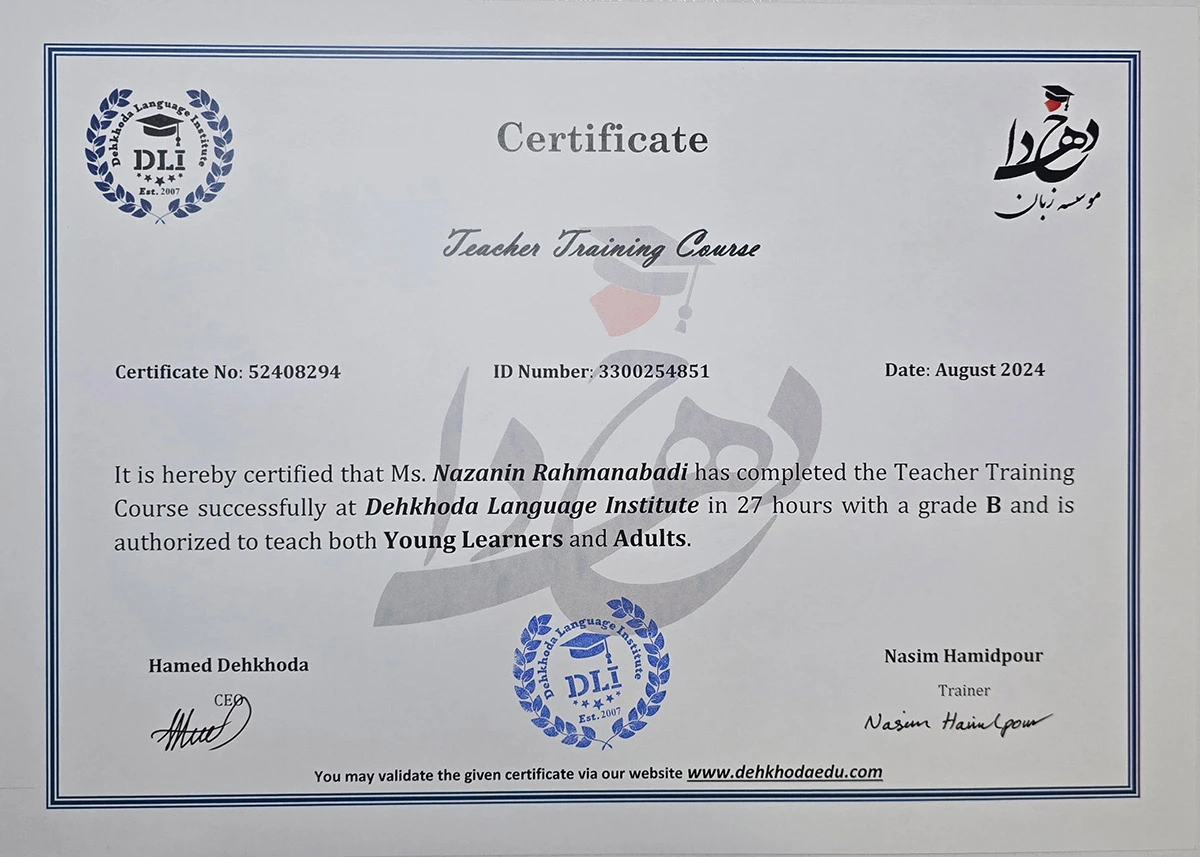 Dehkhoda Language Institute
DLI
Est. 2007
Certificate
دهخدا
موسسه زبان
Teacher Training Course
Certificate No: 52408294
ID Number: 3300254851
Date: August 2024
It is hereby certified that Ms. Nazanin Rahmanabadi has completed the Teacher Training
Course successfully at Dehkhoda Language Institute in 27 hours with a grade B and is
authorized to teach both Young Learners and Adults.
دهخدا
Hamed Dehkhoda
CEO
Dehkhoda Language Institute
DLI
Est. 2007
Nasim Hamidpour
Trainer
Nasim Hamidpour
You may validate the given certificate via our website www.dehkhodaedu.com